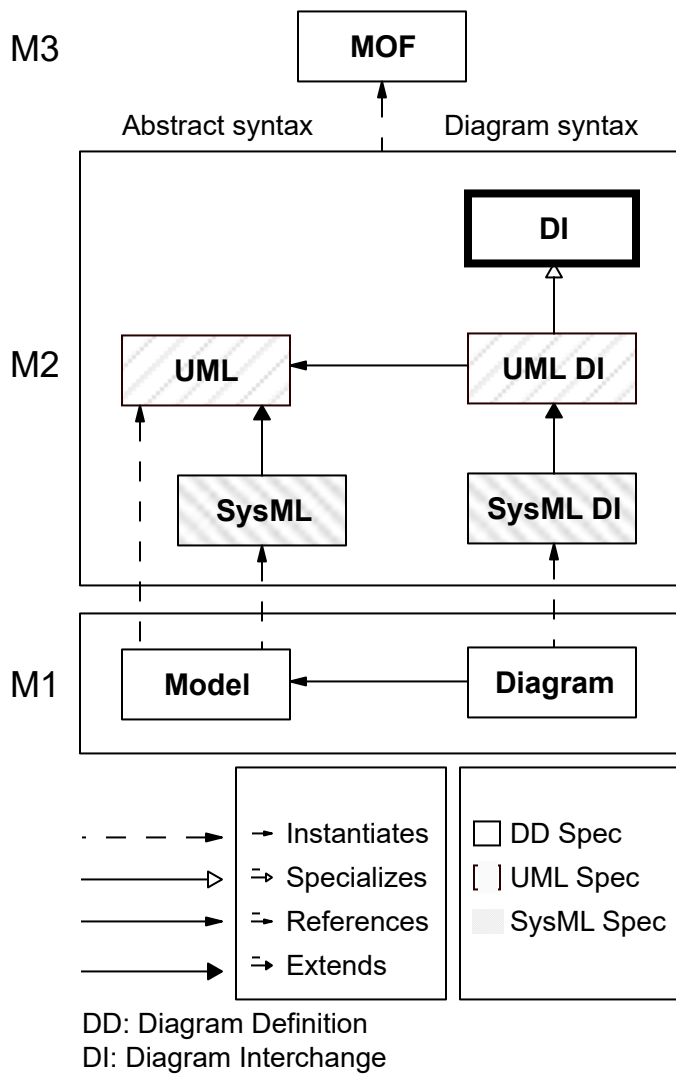 M3
MOF
Abstract syntax
Diagram syntax
DI
M2
UML
UML DI
SysML
SysML DI
M1
Model
Diagram
Instantiates
Specializes
References
Extends
DD Spec
UML Spec
SysML Spec
DD: Diagram Definition
DI: Diagram Interchange